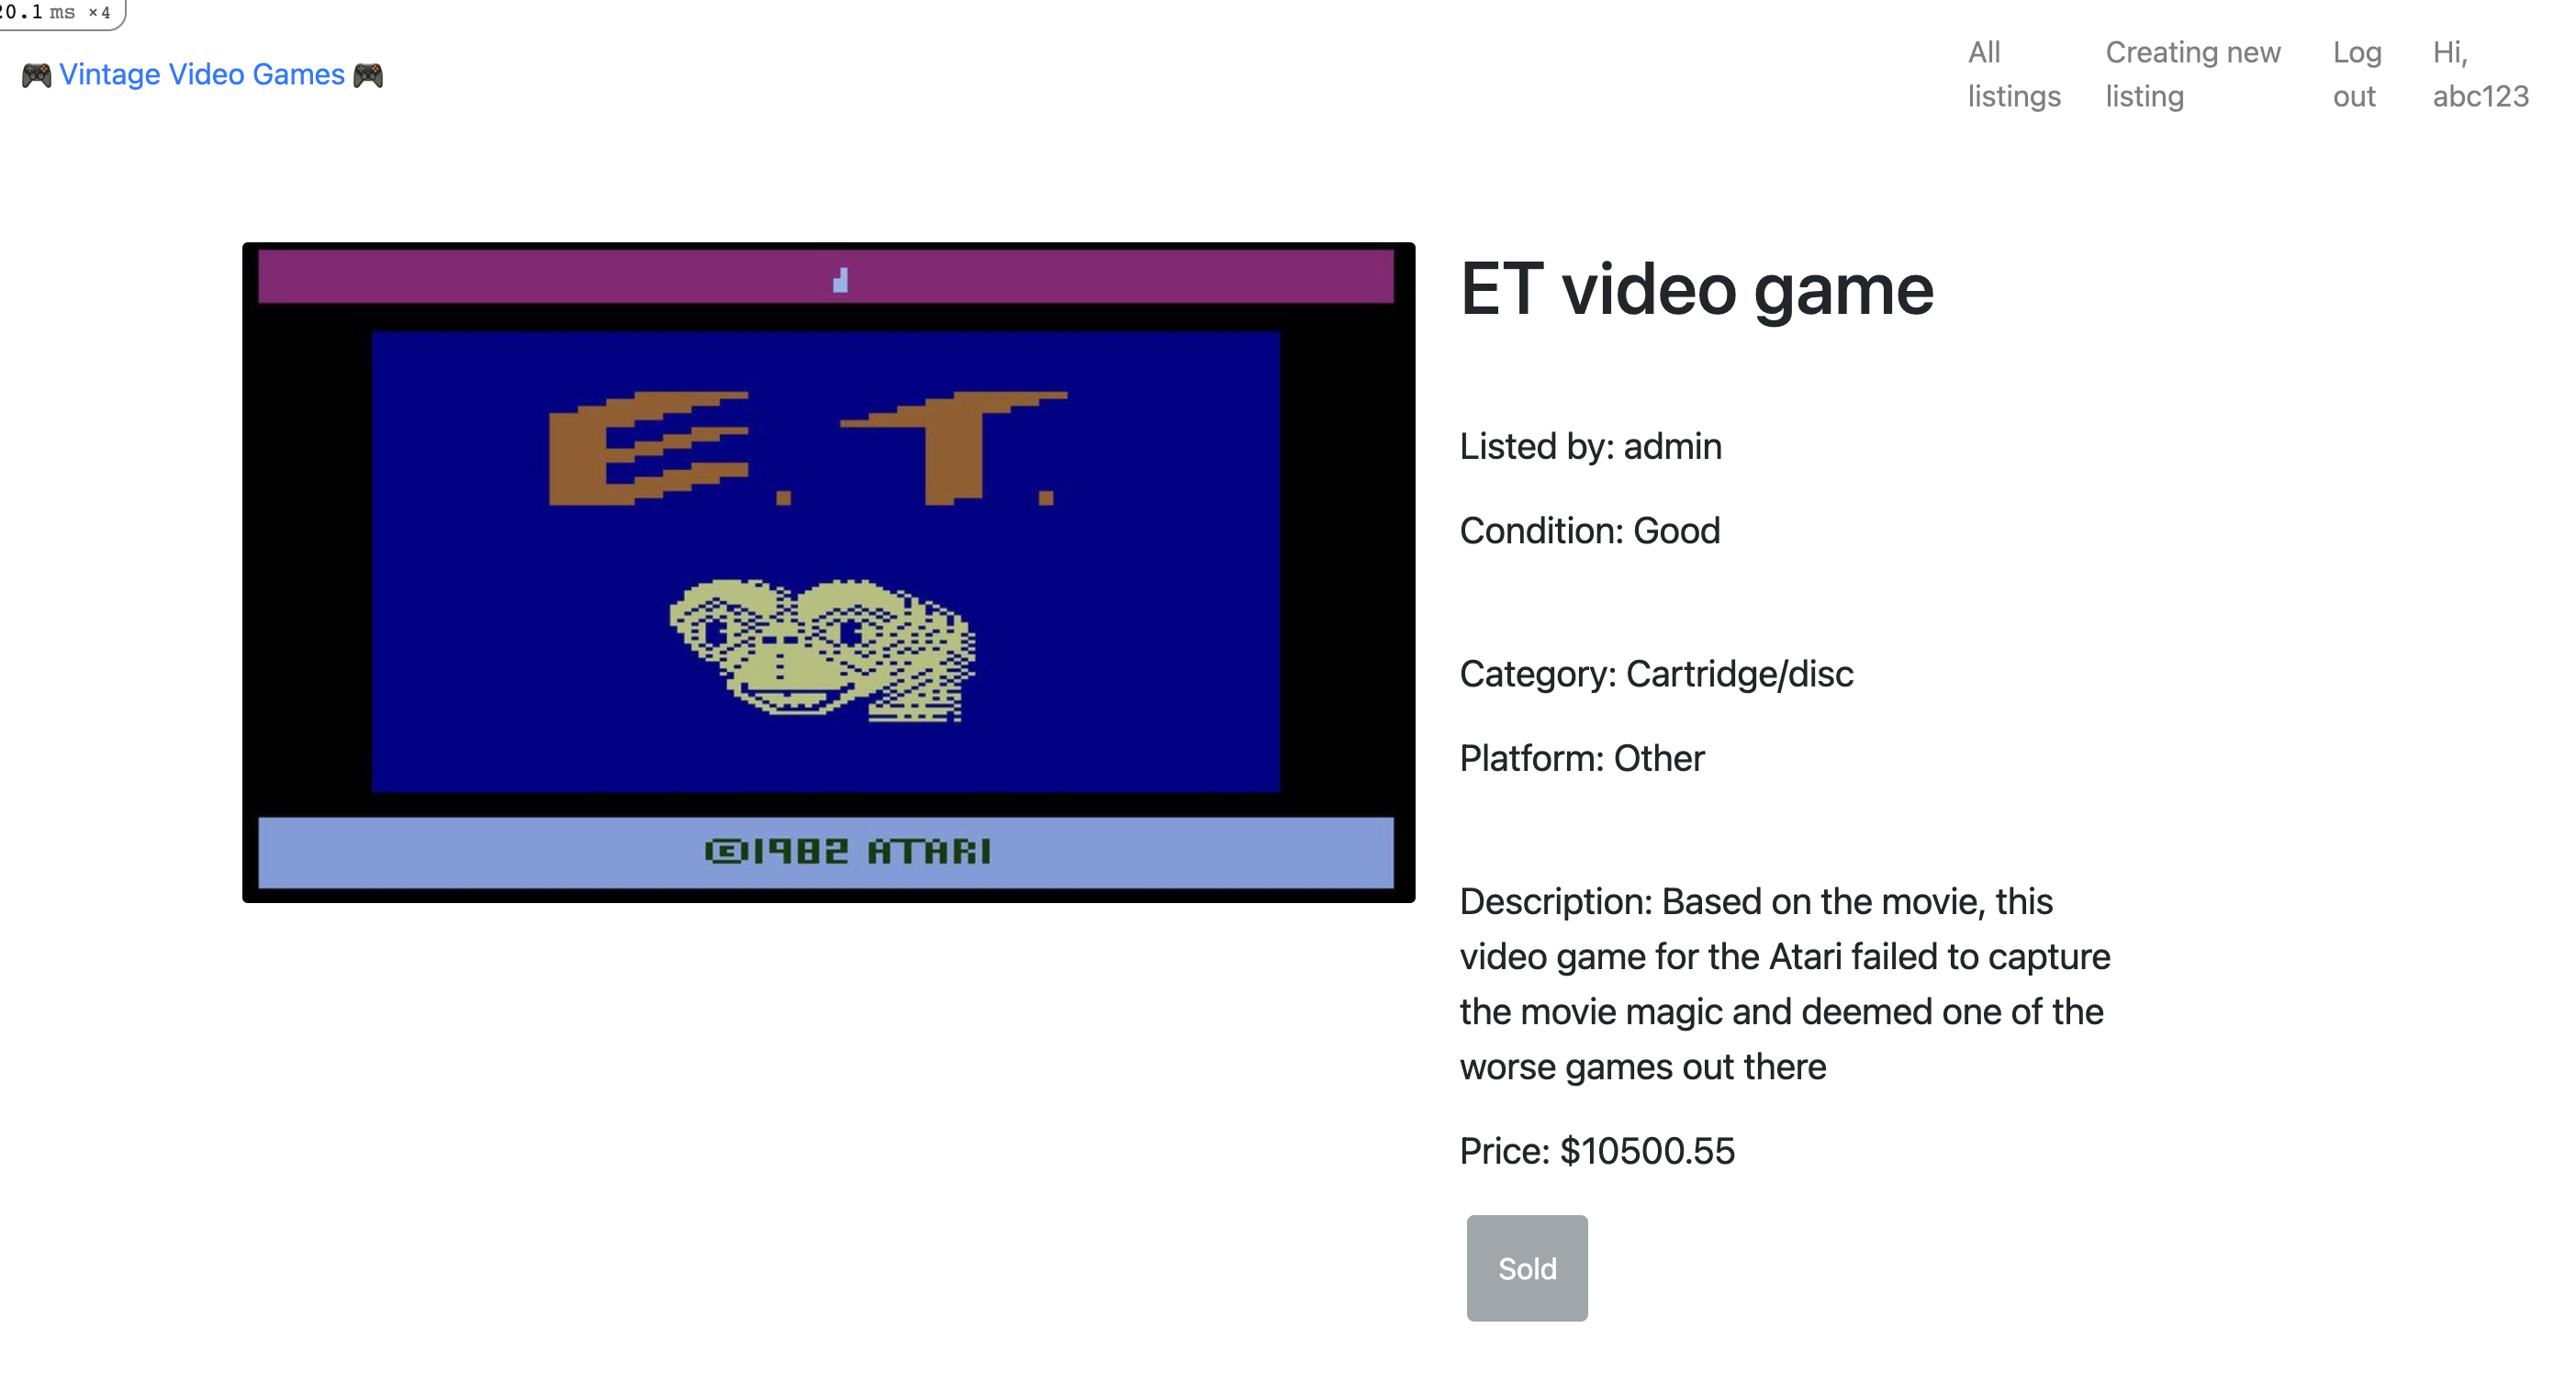 20.1 ms ×4
🎮 Vintage Video Games 🎮
All listings
Creating new listing
Log out
Hi, abc123
E.T.
©1982 ATARI
ET video game
Listed by: admin
Condition: Good
Category: Cartridge/disc
Platform: Other
Description: Based on the movie, this
video game for the Atari failed to capture
the movie magic and deemed one of the
worse games out there
Price: $10500.55
Sold